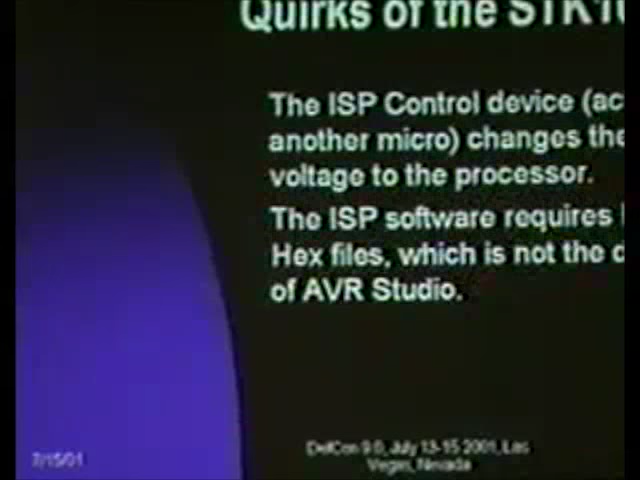 Quirks of the STK10
The ISP Control device (ac
another micro) changes the
voltage to the processor.
The ISP software requires
Hex files, which is not the d
of AVR Studio.
7/15/01
DefCon 9.0, July 13-15 2001, Las
Vegas, Nevada